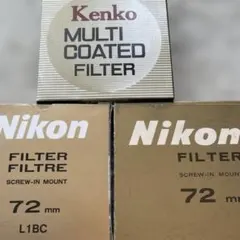 Kenko
MULTI
COATED
FILTER
Nikon
FILTER
FILTRE
SCREW-IN MOUNT
72 mm
L1BC
Nikon
FILTER
SCREW-IN MOUNT
72 mm